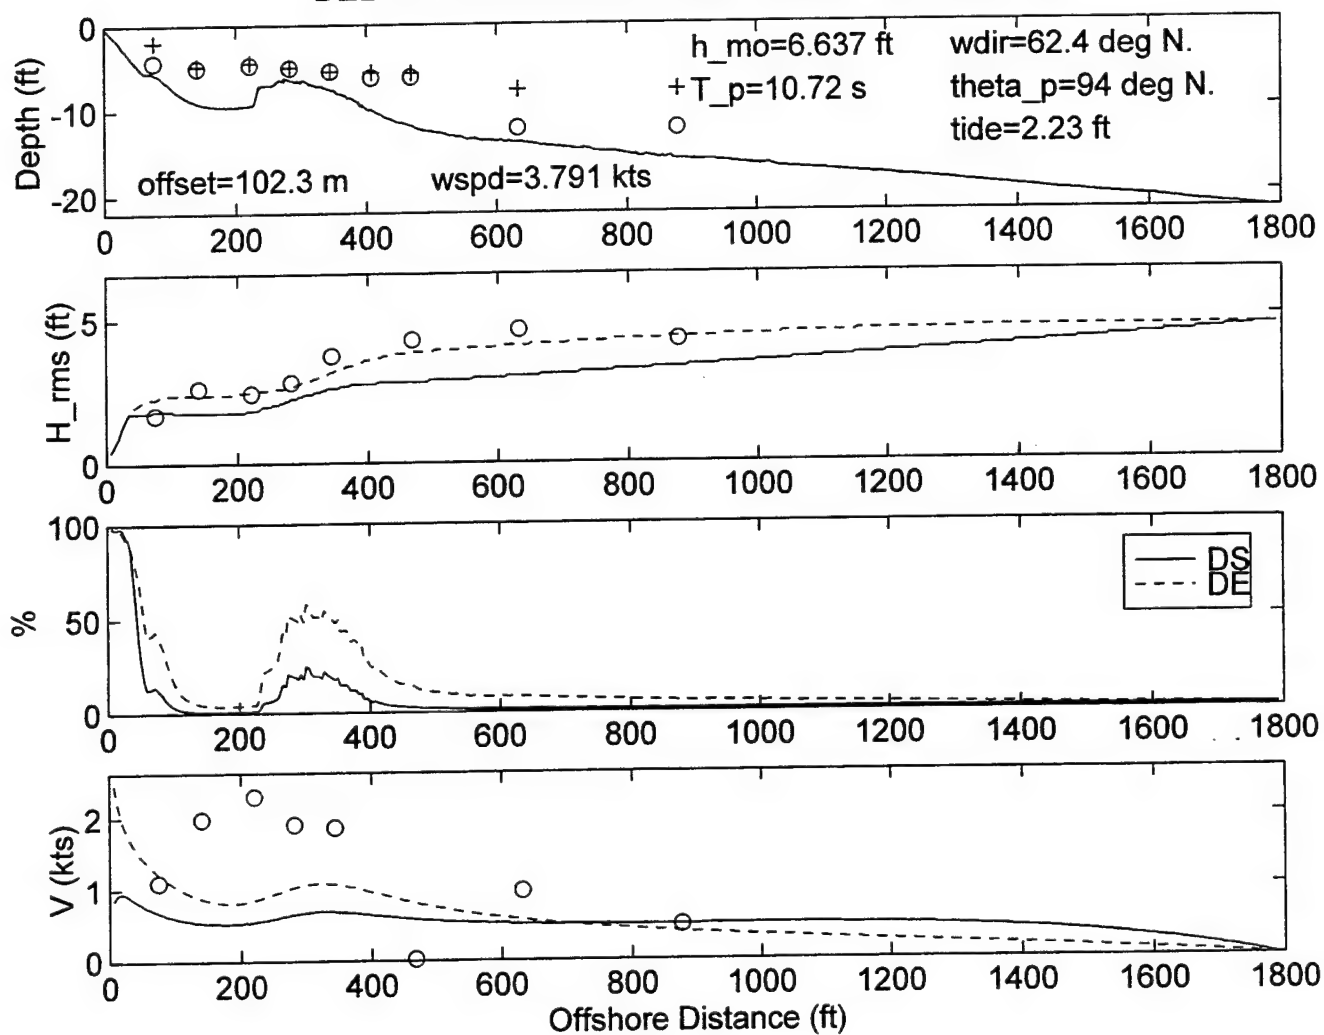 0
-10
-20
Depth (ft)
h_mo=6.637 ft
wdir=62.4 deg N.
T_p=10.72 s
theta_p=94 deg N.
tide=2.23 ft
offset=102.3 m
wspd=3.791 kts
0 200 400 600 800 1000 1200 1400 1600 1800
5
0
H_rms (ft)
0 200 400 600 800 1000 1200 1400 1600 1800
100
50
0
%
DS
DE
0 200 400 600 800 1000 1200 1400 1600 1800
2
1
0
V (kts)
0 200 400 600 800 1000 1200 1400 1600 1800
Offshore Distance (ft)